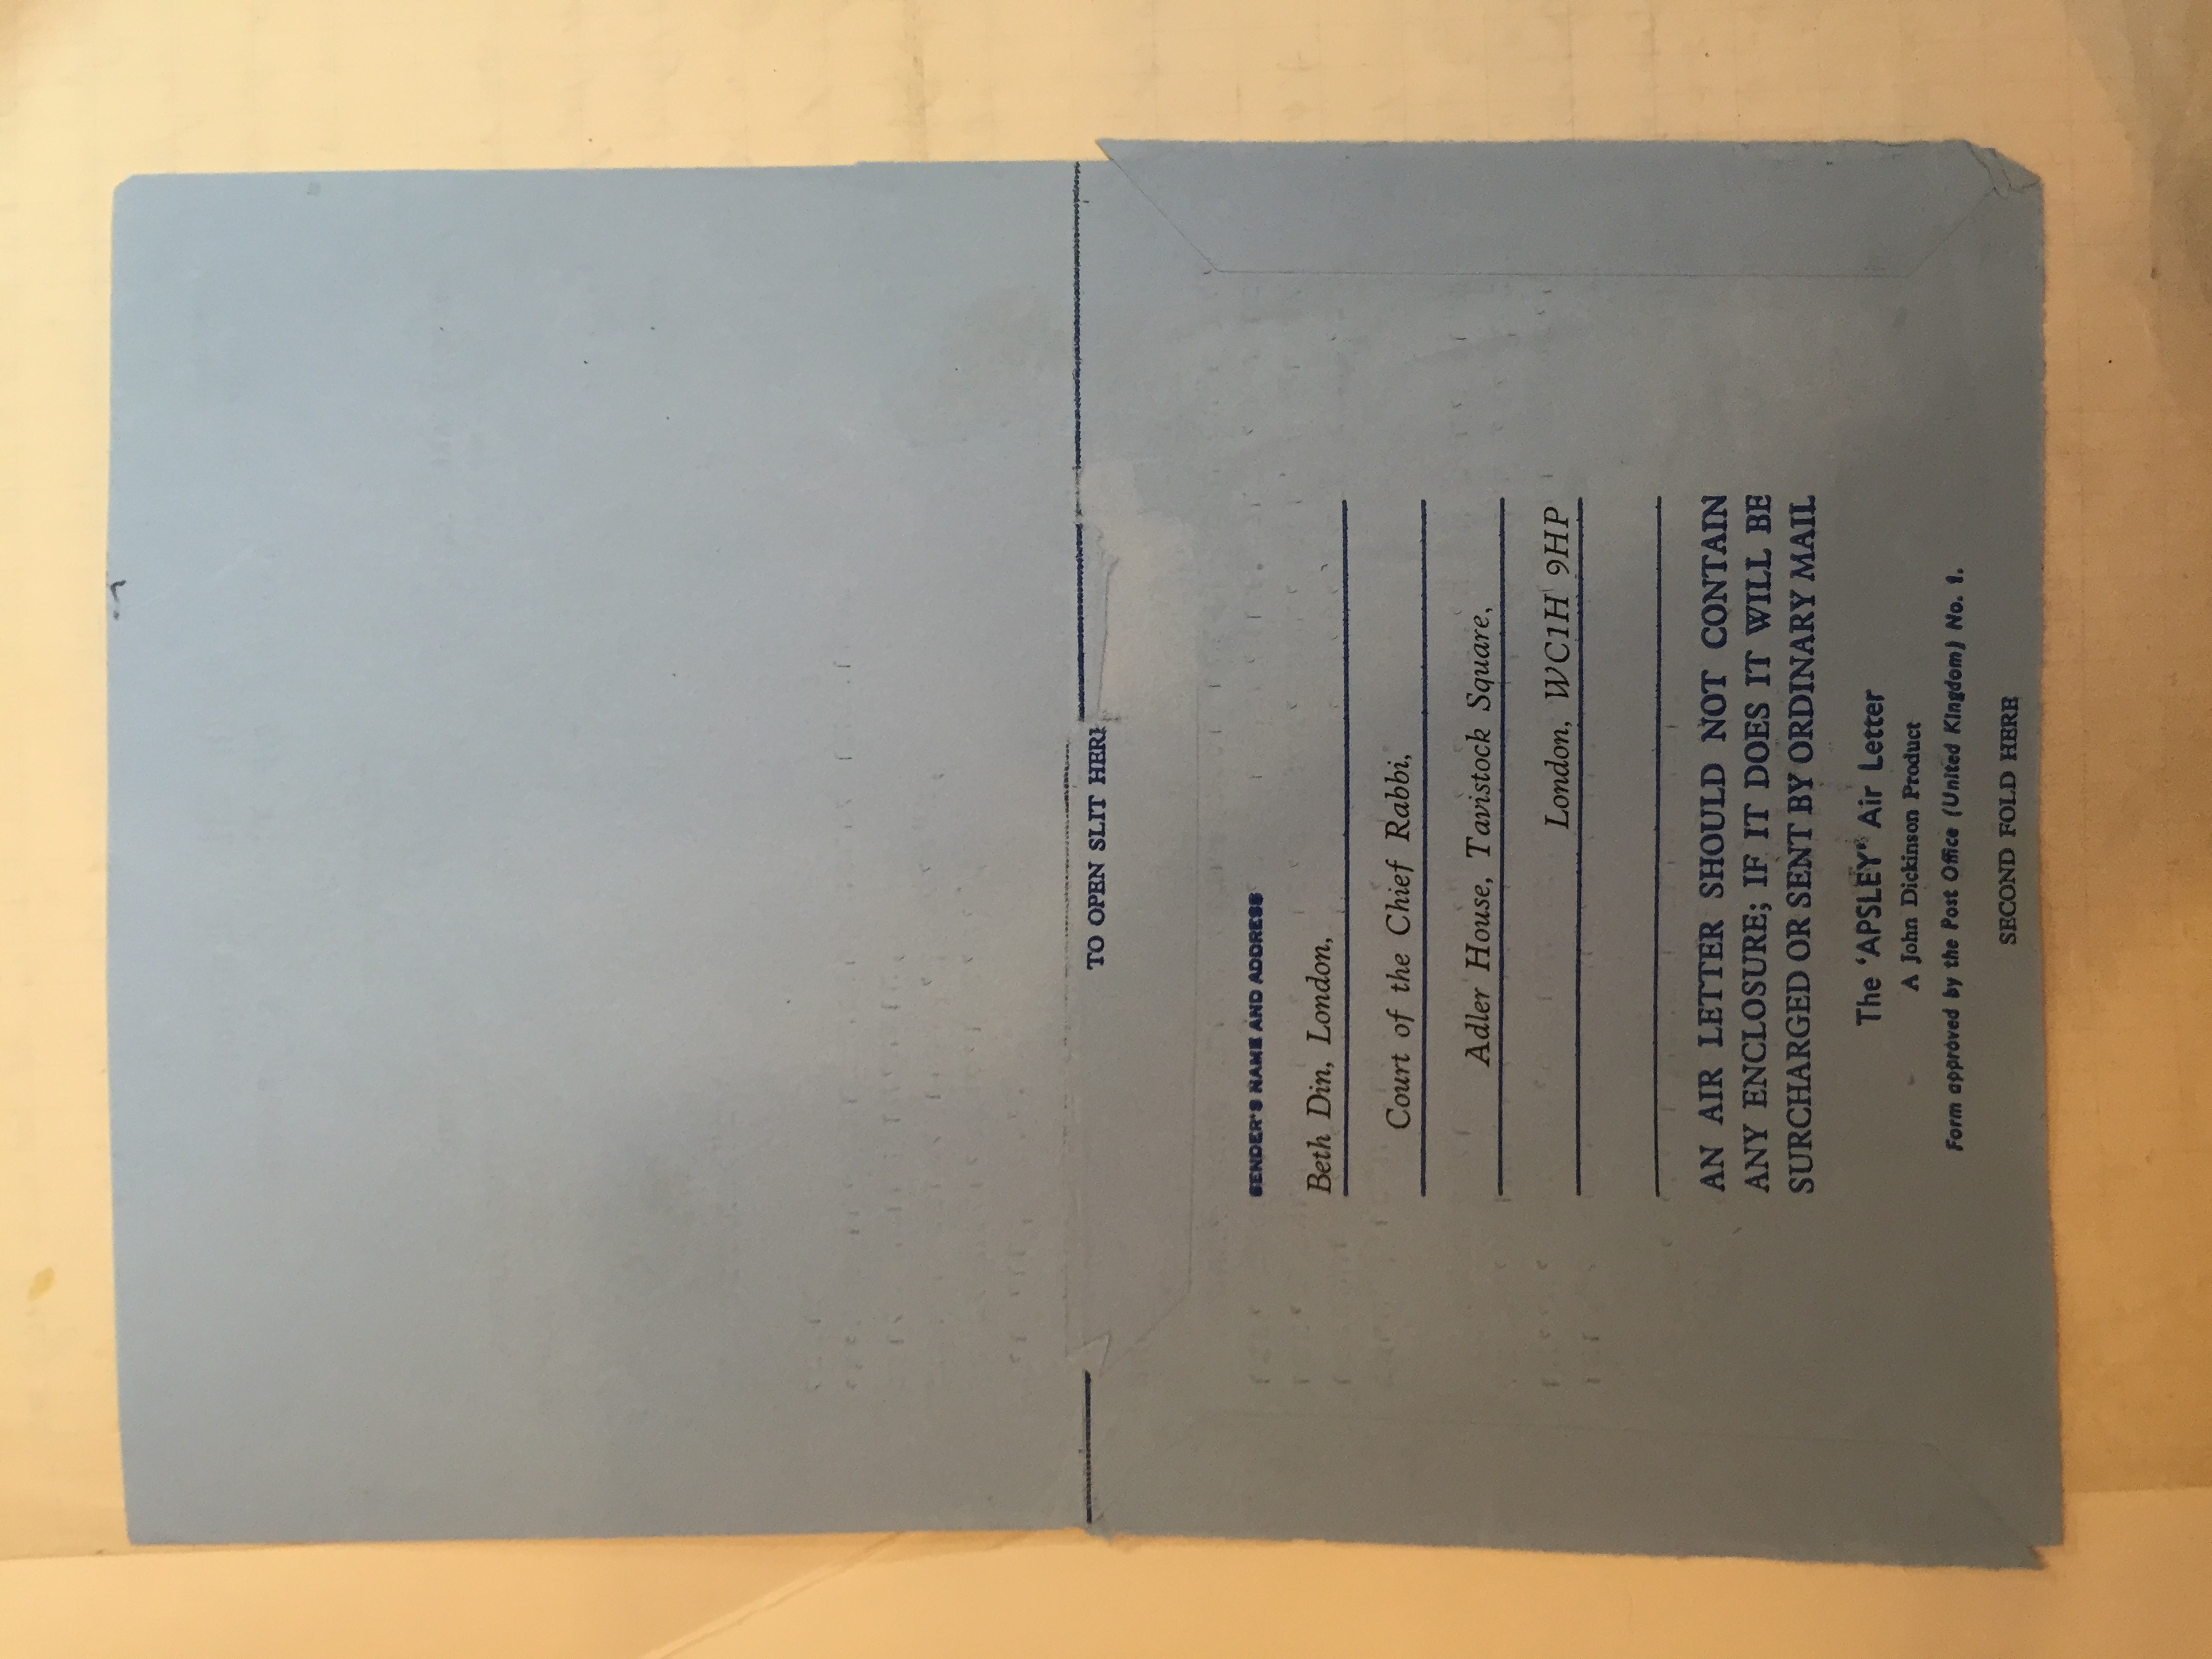 TO OPEN SLIT HERE
SENDER'S NAME AND ADDRESS
Beth Din, London,
Court of the Chief Rabbi,
Adler House, Tavistock Square,
London, WC1H 9HP
AN AIR LETTER SHOULD NOT CONTAIN
ANY ENCLOSURE; IF IT DOES IT WILL BE
SURCHARGED OR SENT BY ORDINARY MAIL
The 'APSLEY' Air Letter
A John Dickinson Product
Form approved by the Post Office (United Kingdom) No. 1.
SECOND FOLD HERE